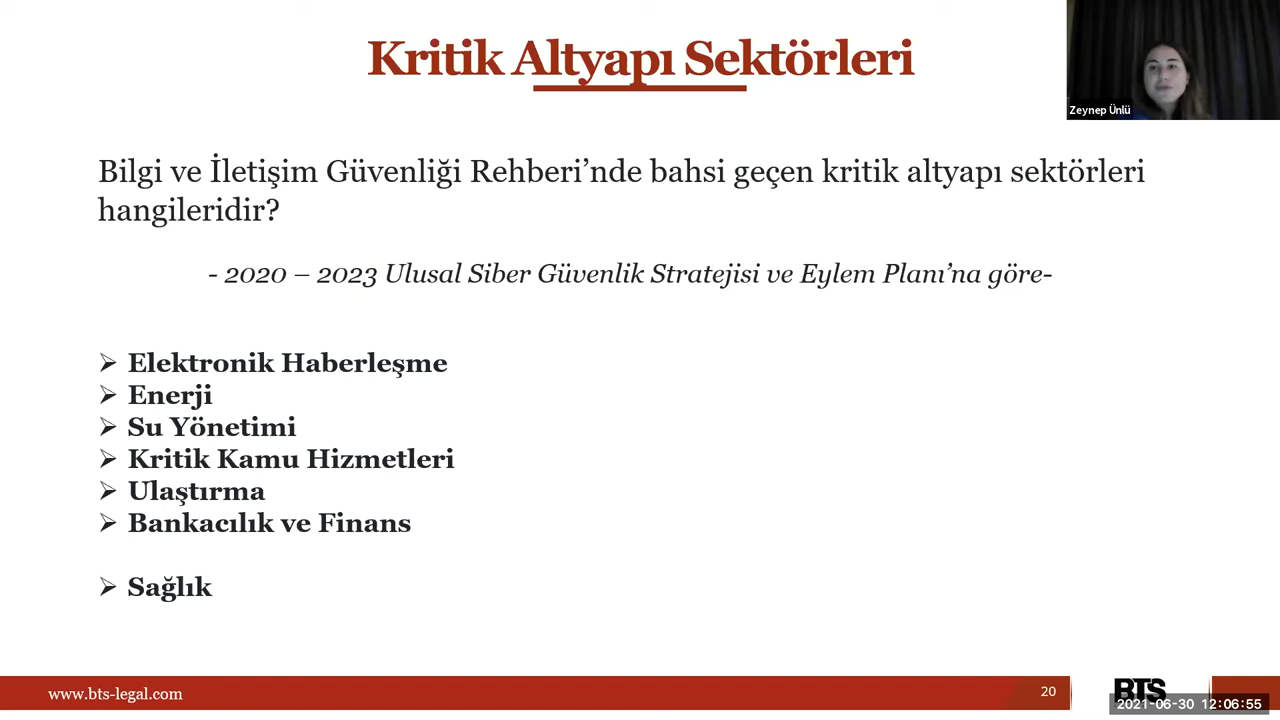 Kritik Altyapı Sektörleri
Zeynep Ünlü
Bilgi ve İletişim Güvenliği Rehberi’nde bahsi geçen kritik altyapı sektörleri
hangileridir?
- 2020 – 2023 Ulusal Siber Güvenlik Stratejisi ve Eylem Planı’na göre-
➢ Elektronik Haberleşme
➢ Enerji
➢ Su Yönetimi
➢ Kritik Kamu Hizmetleri
➢ Ulaştırma
➢ Bankacılık ve Finans
➢ Sağlık
www.bts-legal.com
20
BTS
2021-06-30 12:06:55